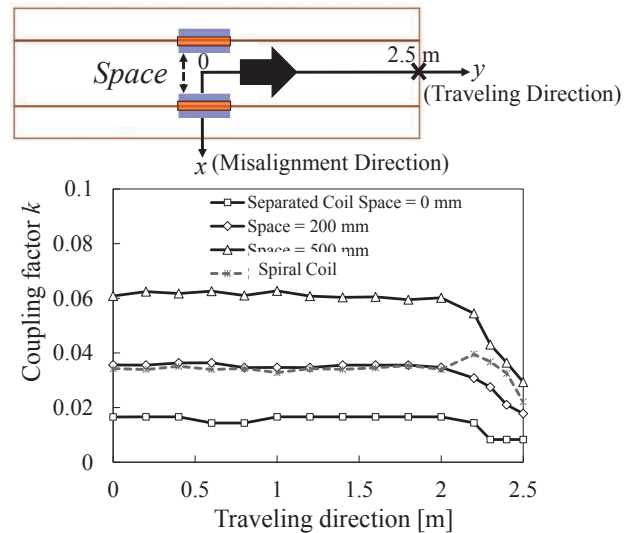 0
2.5 m
Space
y
(Traveling Direction)
x (Misalignment Direction)
0.1
0.08
0.06
0.04
0.02
0
Coupling factor k
Separated Coil Space = 0 mm
Space = 200 mm
Space = 500 mm
Spiral Coil
0 0.5 1 1.5 2 2.5
Traveling direction [m]